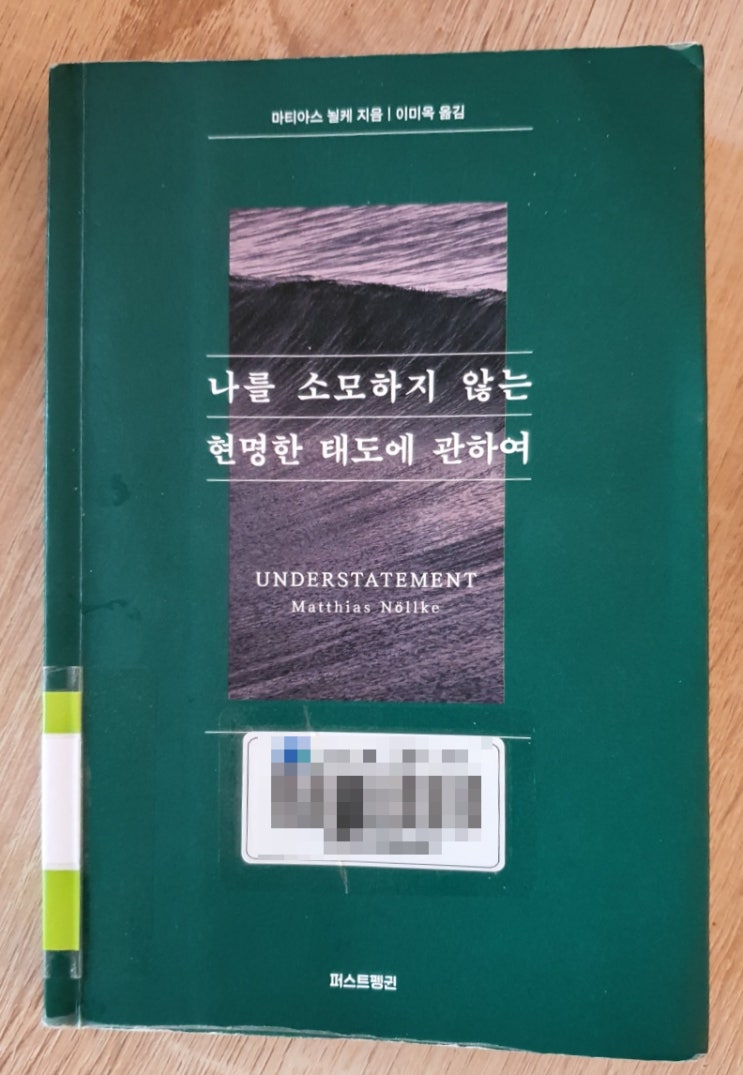 마티아스 뇔케 지음 | 이미옥 옮김
나를 소모하지 않는
현명한 태도에 관하여
UNDERSTATEMENT
Matthias Nöllke
퍼스트펭귄